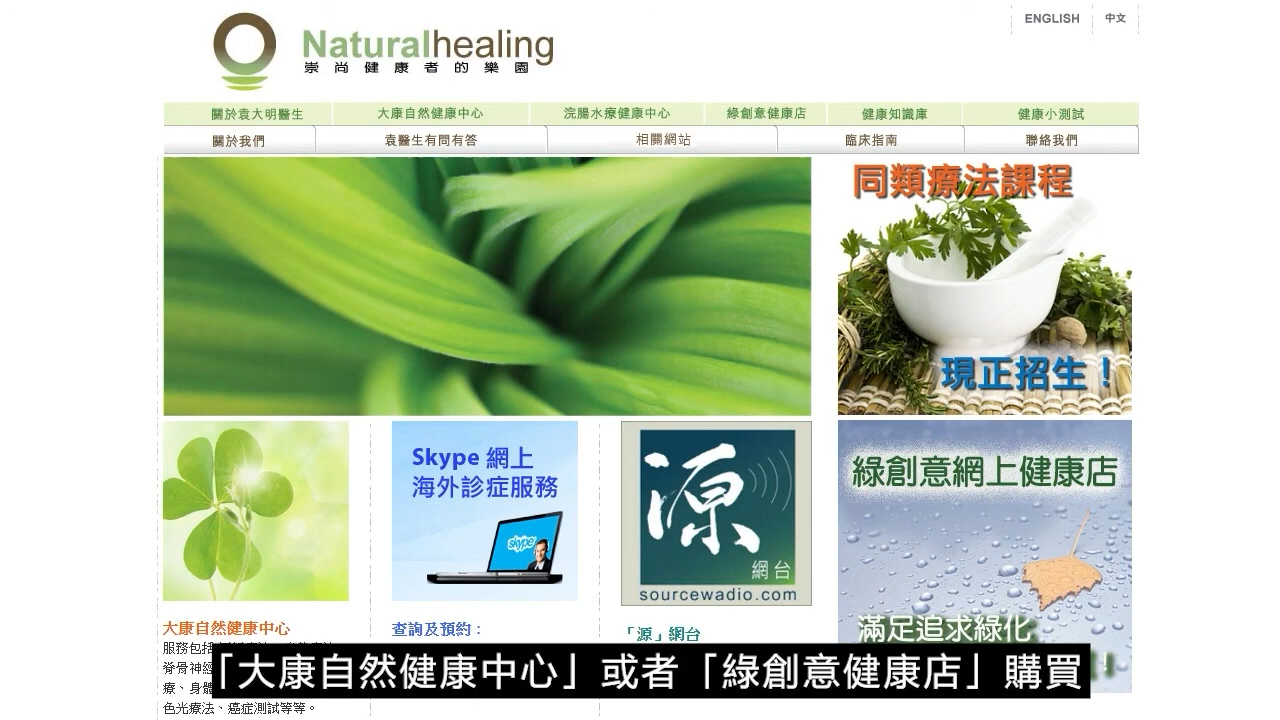 ENGLISH
中文
Naturalhealing
崇尚健康者的樂園
關於袁大明醫生
大康自然健康中心
浣腸水療健康中心
綠創意健康店
健康知識庫
健康小測試
關於我們
袁醫生有問有答
相關網站
臨床指南
聯絡我們
同類療法課程
現正招生！
Skype 網上
海外診症服務
skype
源
網台
sourcewadio.com
綠創意網上健康店
滿足追求綠化
大康自然健康中心
服務包括
脊骨神經
療、身體
色光療法、癌症測試等等。
查詢及預約：
「源」網台
「大康自然健康中心」或者「綠創意健康店」購買